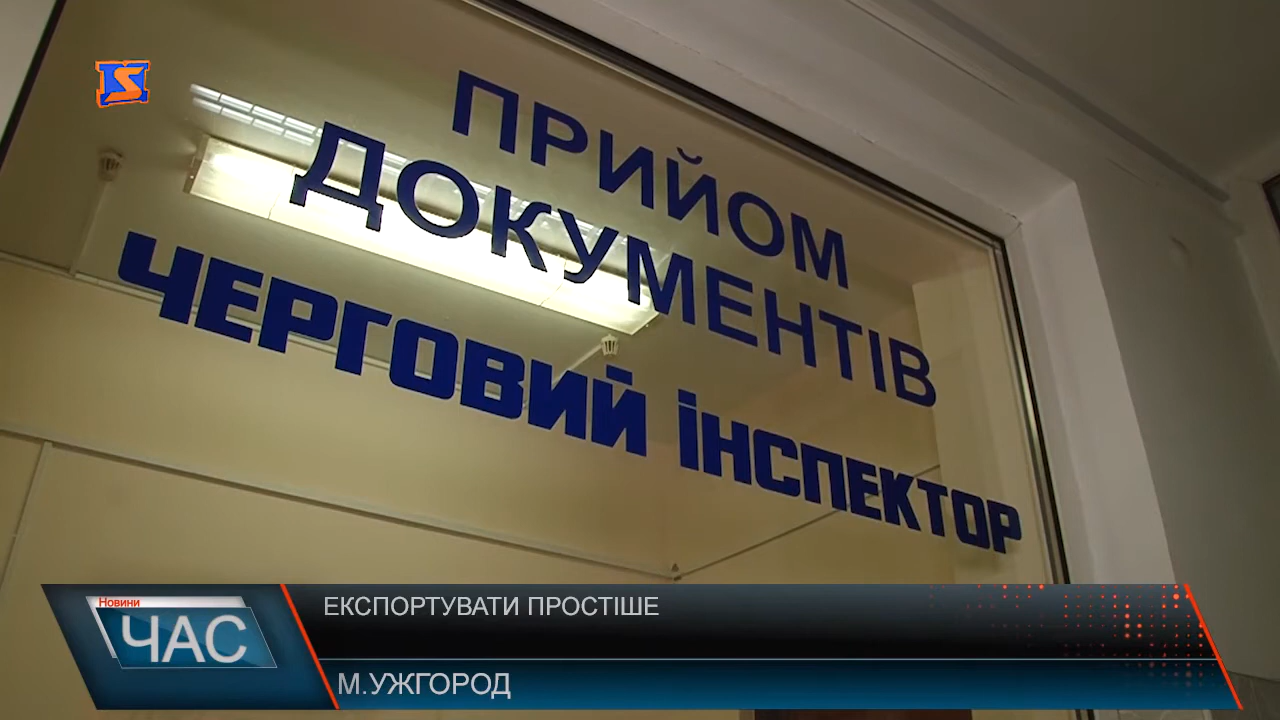 ПРИЙОМ
ДОКУМЕНТІВ
ЧЕРГОВИЙ ІНСПЕКТОР
Новини
ЧАС
ЕКСПОРТУВАТИ ПРОСТІШЕ
М.УЖГОРОД